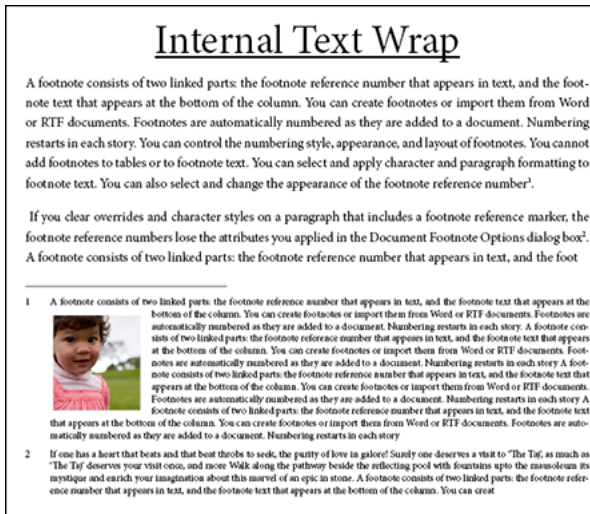 Internal Text Wrap
A footnote consists of two linked parts: the footnote reference number that appears in text, and the foot-
note text that appears at the bottom of the column. You can create footnotes or import them from Word
or RTF documents. Footnotes are automatically numbered as they are added to a document. Numbering
restarts in each story. You can control the numbering style, appearance, and layout of footnotes. You cannot
add footnotes to tables or to footnote text. You can select and apply character and paragraph formatting to
footnote text. You can also select and change the appearance of the footnote reference number¹.
If you clear overrides and character styles on a paragraph that includes a footnote reference marker, the
footnote reference numbers lose the attributes you applied in the Document Footnote Options dialog box².
A footnote consists of two linked parts: the footnote reference number that appears in text, and the foot
1 A footnote consists of two linked parts: the footnote reference number that appears in text, and the footnote text that appears at the
bottom of the column. You can create footnotes or import them from Word or RTF documents. Footnotes are
automatically numbered as they are added to a document. Numbering restarts in each story. A footnote con-
sists of two linked parts: the footnote reference number that appears in text, and the footnote text that appears
at the bottom of the column. You can create footnotes or import them from Word or RTF documents. Foot-
notes are automatically numbered as they are added to a document. Numbering restarts in each story A foot-
note consists of two linked parts: the footnote reference number that appears in text, and the footnote text that
appears at the bottom of the column. You can create footnotes or import them from Word or RTF documents.
Footnotes are automatically numbered as they are added to a document. Numbering restarts in each story A
footnote consists of two linked parts: the footnote reference number that appears in text, and the footnote text
that appears at the bottom of the column. You can create footnotes or import them from Word or RTF documents. Footnotes are auto-
matically numbered as they are added to a document. Numbering restarts in each story
2 If one has a heart that beats and that beat throbs to seek, the purity of love in galore! Surely one deserves a visit to 'The Taj', as much as
'The Taj' deserves your visit once, and more Walk along the pathway beside the reflecting pool with fountains upto the mausoleum its
mystique and enrich your imagination about this marvel of an epic in stone. A footnote consists of two linked parts: the footnote refer-
ence number that appears in text, and the footnote text that appears at the bottom of the column. You can creat